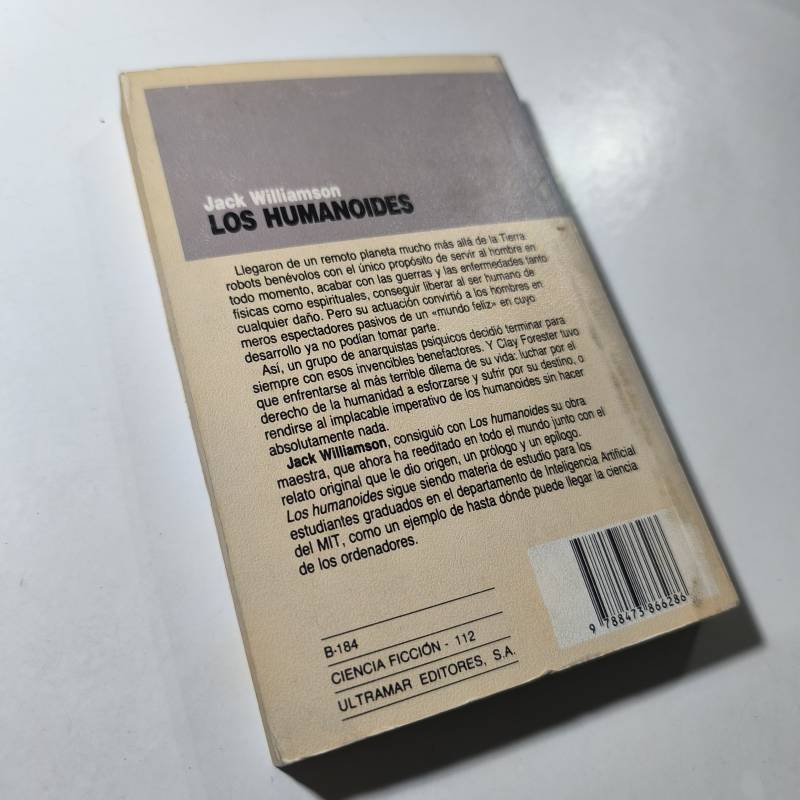 Jack Williamson
LOS HUMANOIDES
Llegaron de un remoto planeta mucho más allá de la Tierra:
robots benévolos con el único propósito de servir al hombre en
todo momento, acabar con las guerras y las enfermedades tanto
físicas como espirituales, conseguir liberar al ser humano de
cualquier daño. Pero su actuación convirtió a los hombres en
meros espectadores pasivos de un «mundo feliz» en cuyo
desarrollo ya no podían tomar parte.
Así, un grupo de anarquistas psíquicos decidió terminar para
siempre con esos invencibles benefactores. Y Clay Forester tuvo
que enfrentarse al más terrible dilema de su vida: luchar por el
derecho de la humanidad a esforzarse y sufrir por su destino, o
rendirse al implacable imperativo de los humanoides sin hacer
absolutamente nada.
Jack Williamson, consiguió con Los humanoides su obra
maestra, que ahora ha reeditado en todo el mundo junto con el
relato original que le dio origen, un prólogo y un epílogo.
Los humanoides sigue siendo materia de estudio para los
estudiantes graduados en el departamento de Inteligencia Artificial
del MIT, como un ejemplo de hasta dónde puede llegar la ciencia
de los ordenadores.
B-184
CIENCIA FICCIÓN - 112
ULTRAMAR EDITORES, S.A.
9 788473 866286